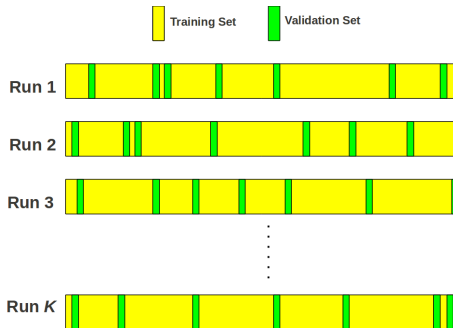 Training Set
Validation Set
Run 1
Run 2
Run 3
Run K